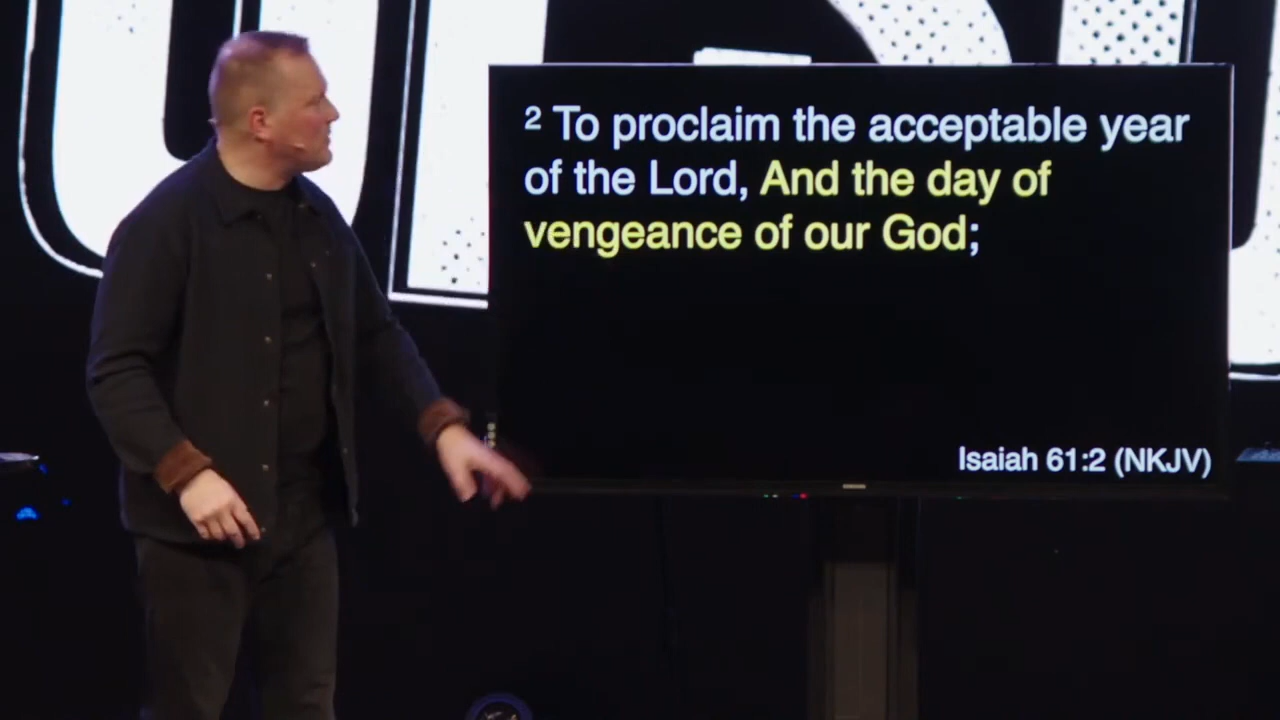 ² To proclaim the acceptable year
of the Lord, And the day of
vengeance of our God;
Isaiah 61:2 (NKJV)